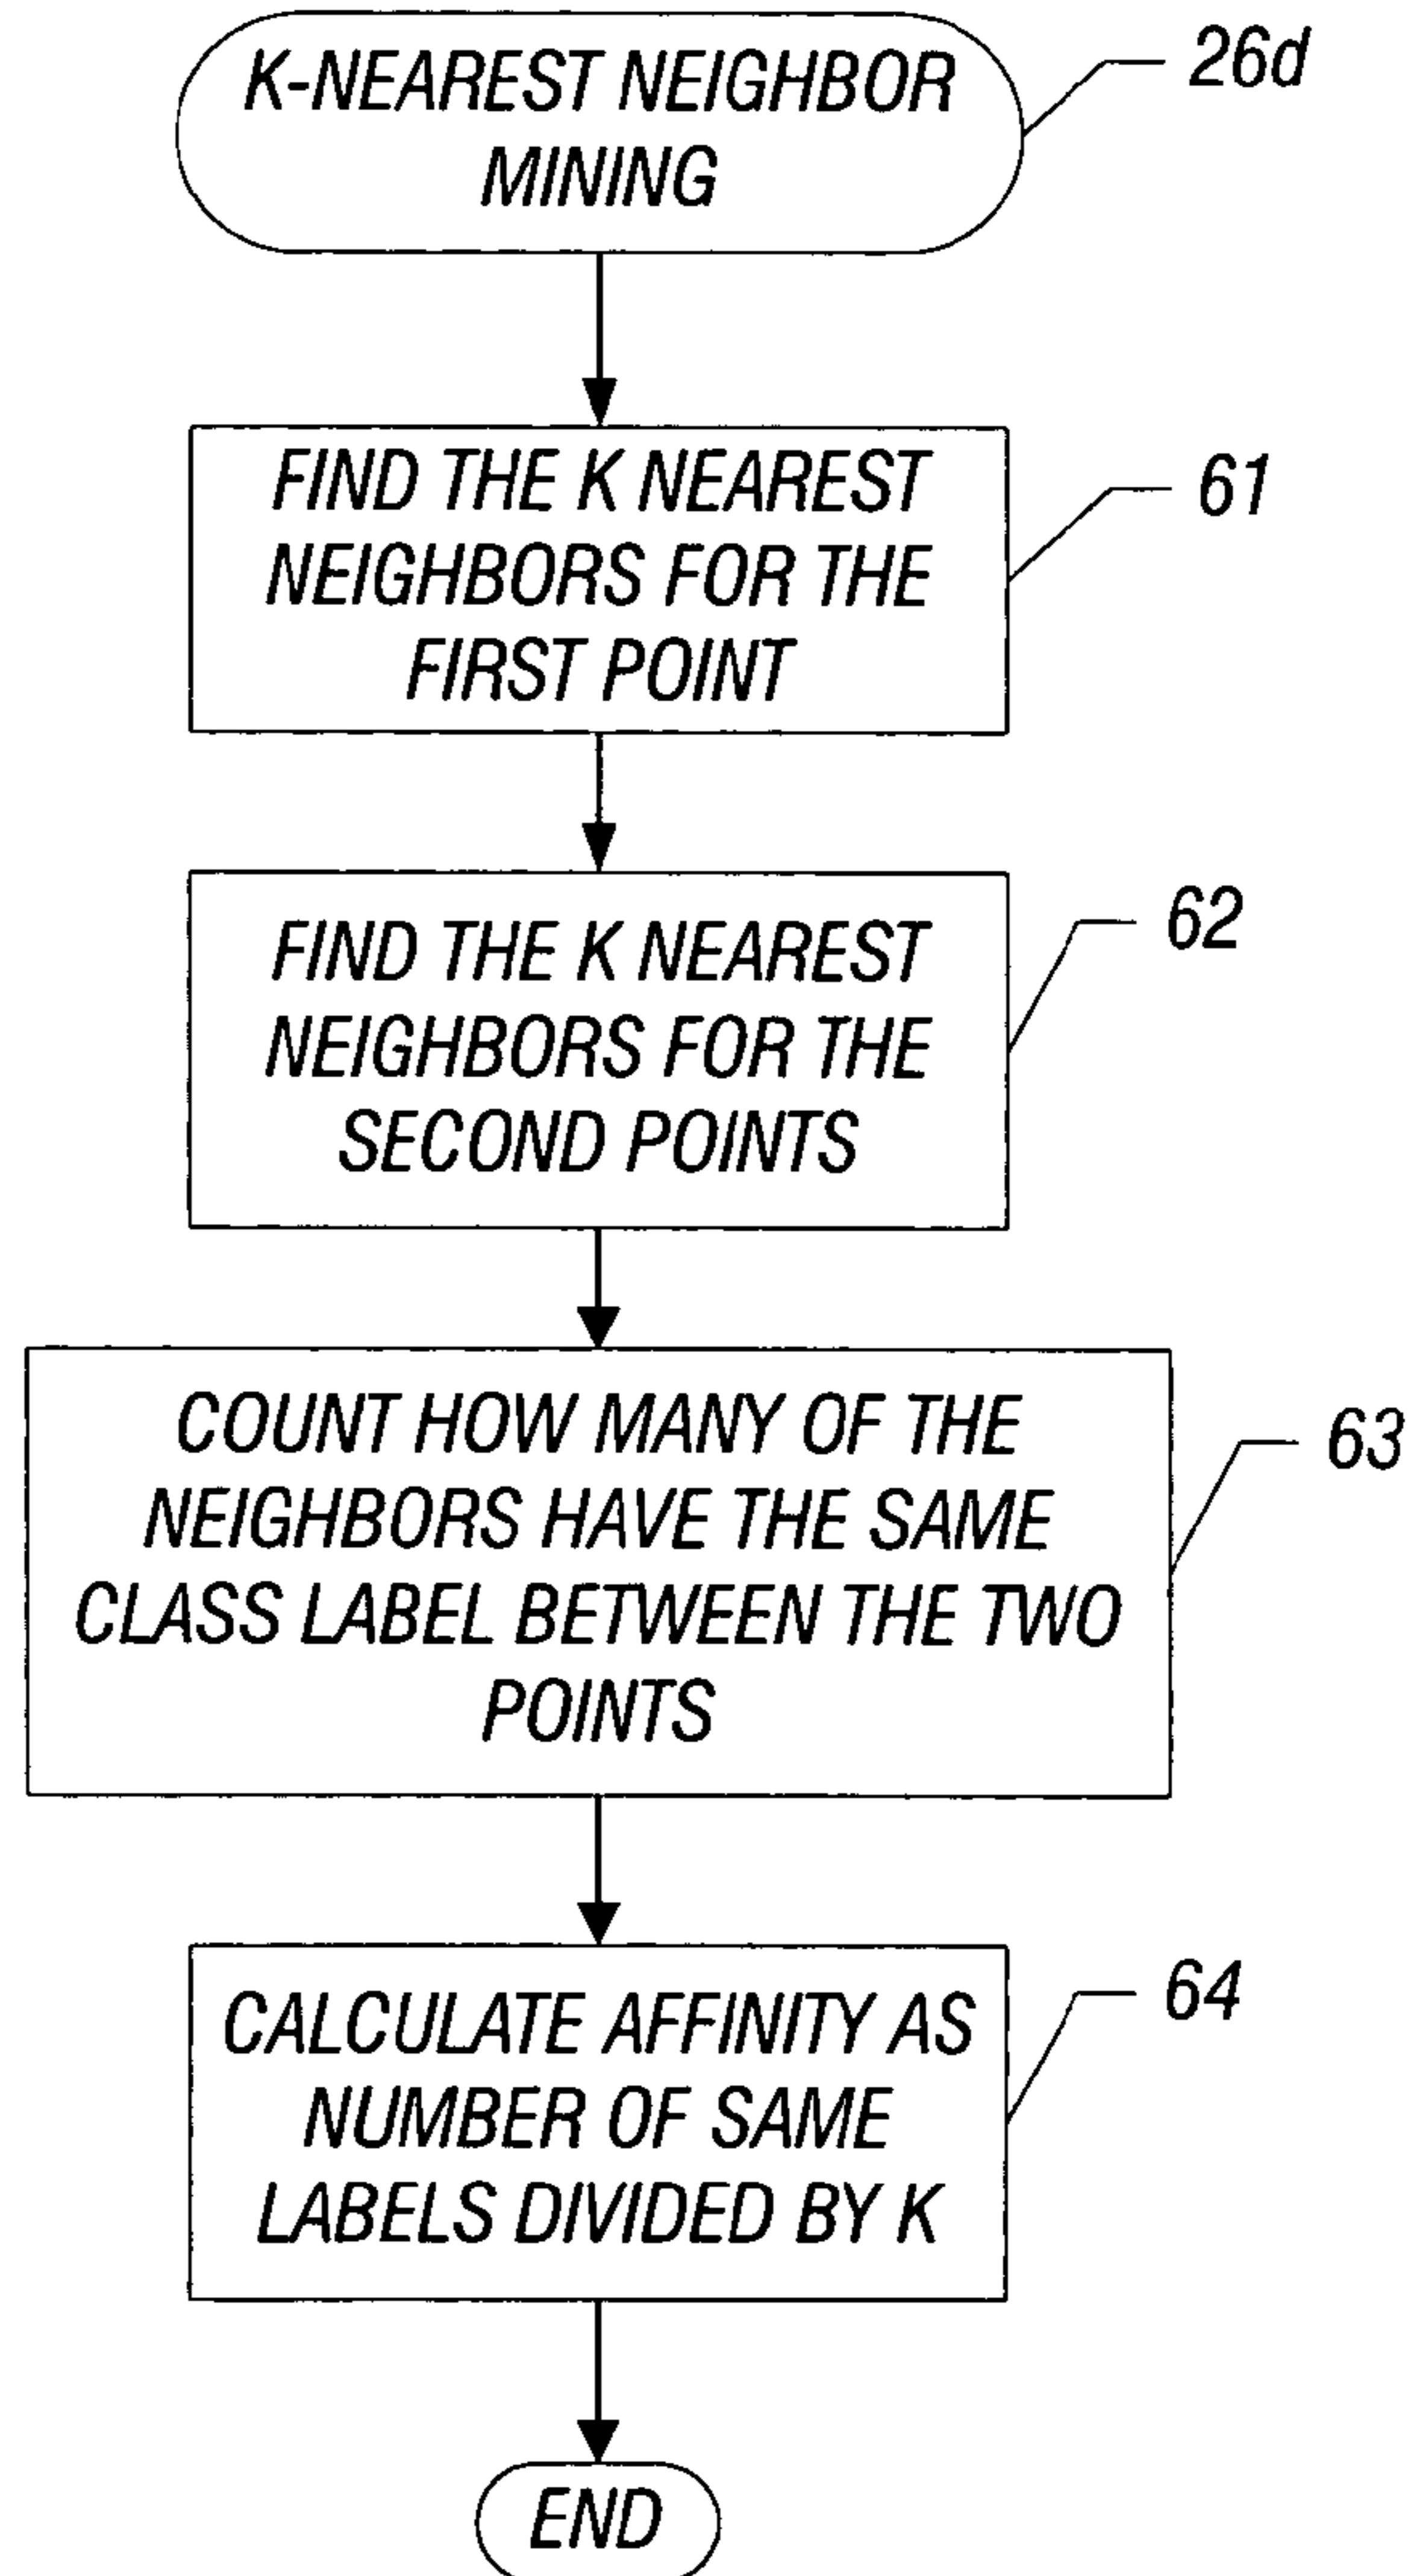 K-NEAREST NEIGHBOR
MINING
26d
FIND THE K NEAREST
NEIGHBORS FOR THE
FIRST POINT
61
FIND THE K NEAREST
NEIGHBORS FOR THE
SECOND POINTS
62
COUNT HOW MANY OF THE
NEIGHBORS HAVE THE SAME
CLASS LABEL BETWEEN THE TWO
POINTS
63
CALCULATE AFFINITY AS
NUMBER OF SAME
LABELS DIVIDED BY K
64
END